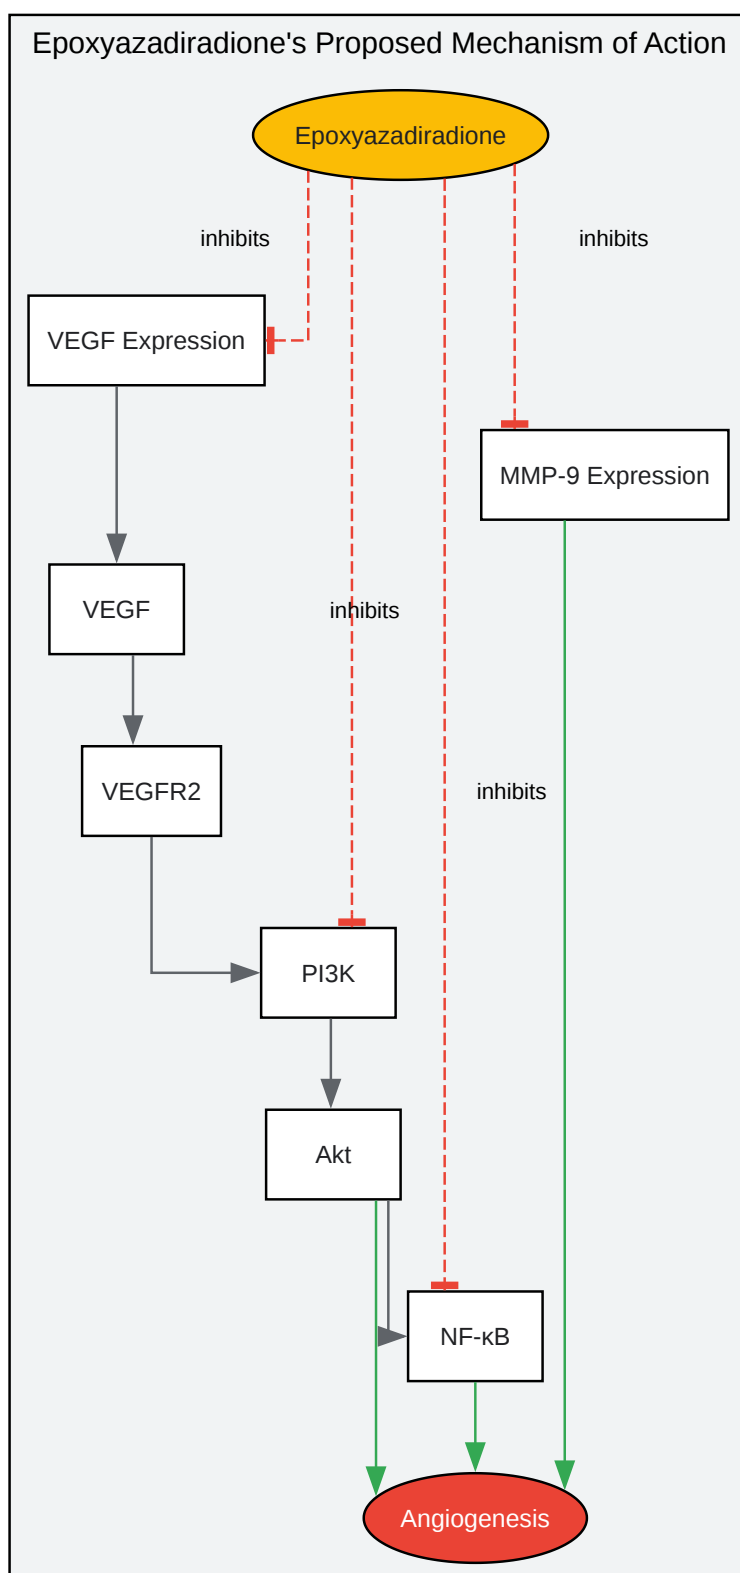 Epoxyazadiradione's Proposed Mechanism of Action
Epoxyazadiradione
inhibits
inhibits
VEGF Expression
MMP-9 Expression
VEGF
inhibits
VEGFR2
inhibits
PI3K
Akt
NF-κB
Angiogenesis